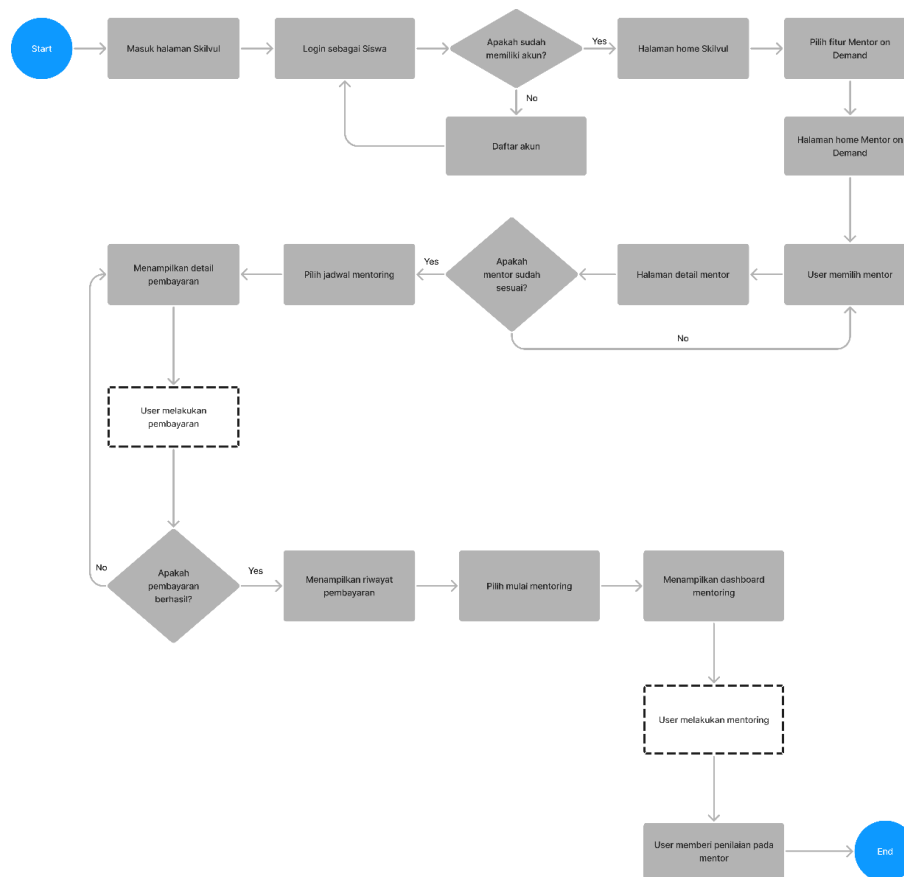 Start
Masuk halaman Skilvul
Login sebagai Siswa
Apakah sudah
memiliki akun?
Yes
Halaman home Skilvul
Pilih fitur Mentor on
Demand
No
Daftar akun
Halaman home Mentor on
Demand
Menampilkan detail
pembayaran
Pilih jadwal mentoring
Yes
Apakah
mentor sudah
sesuai?
Halaman detail mentor
User memilih mentor
No
User melakukan
pembayaran
No
Apakah
pembayaran
berhasil?
Yes
Menampilkan riwayat
pembayaran
Pilih mulai mentoring
Menampilkan dashboard
mentoring
User melakukan mentoring
User memberi penilaian pada
mentor
End